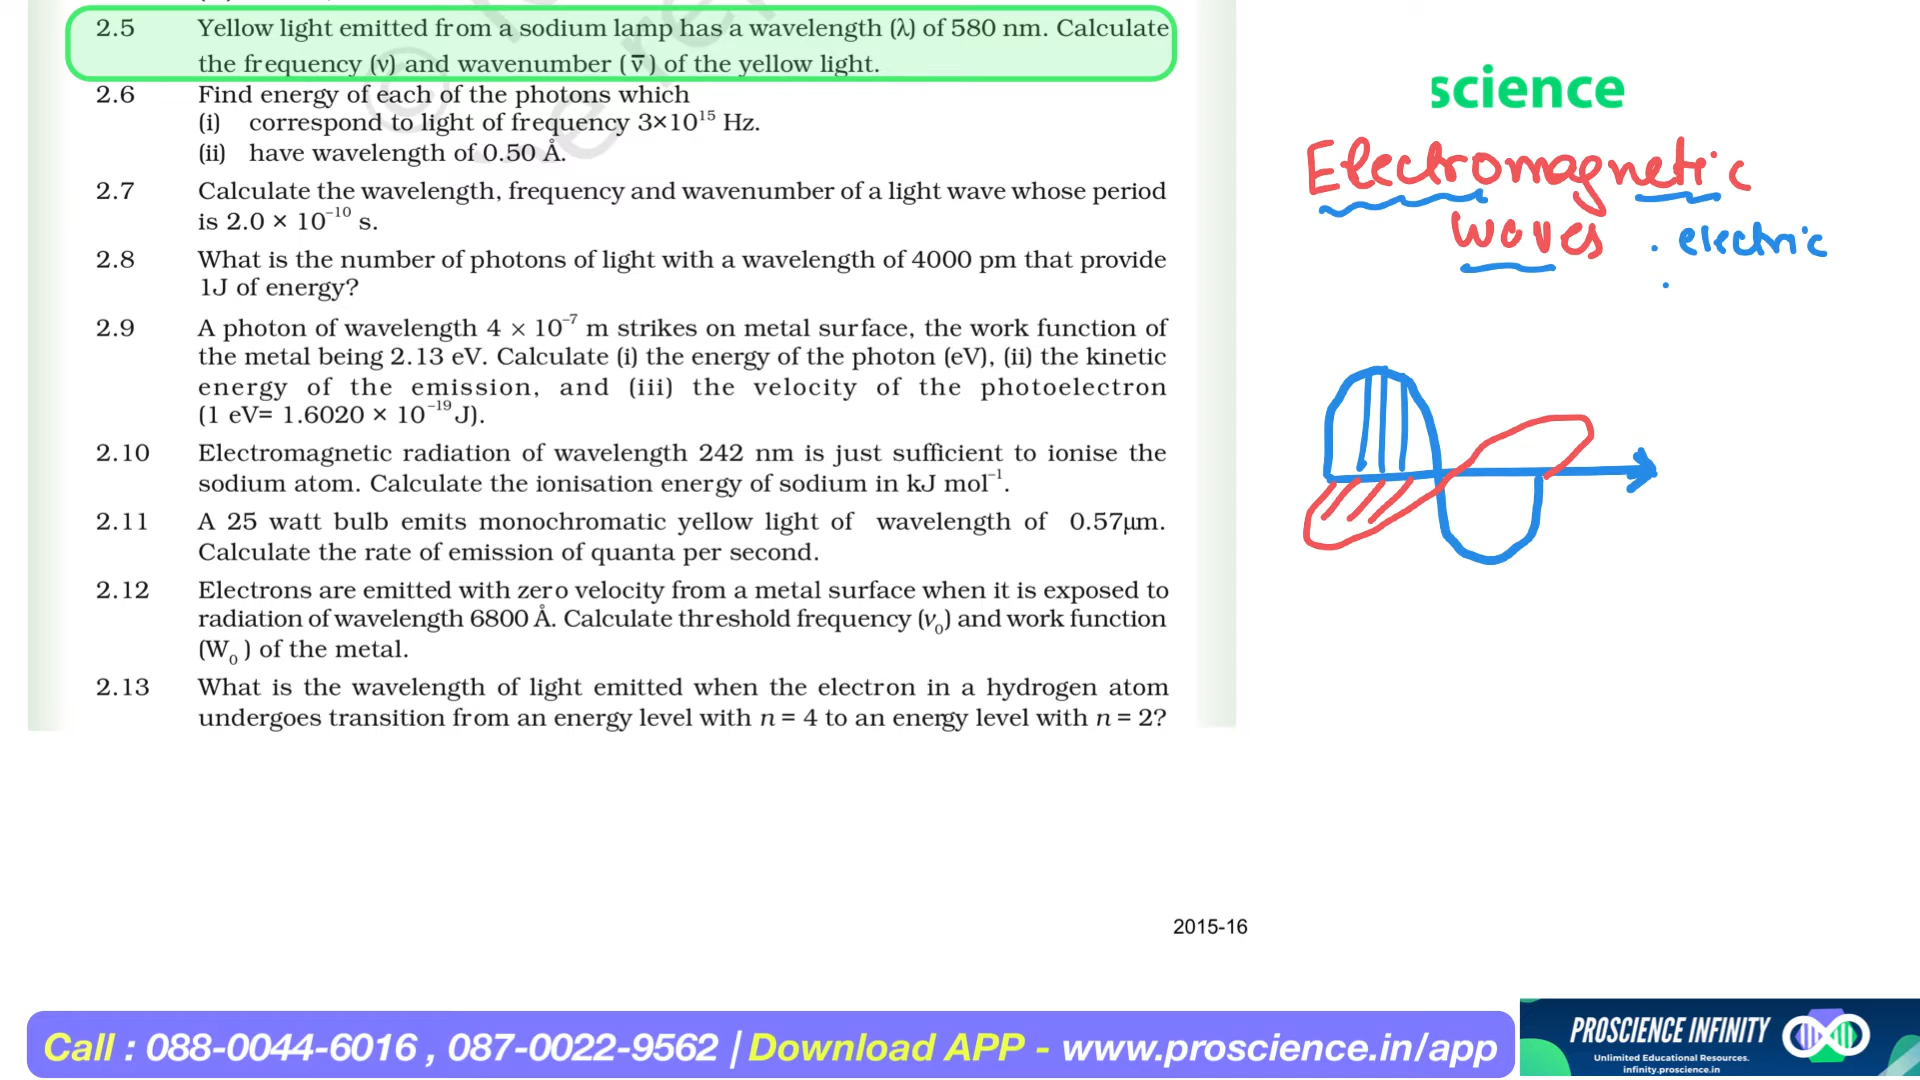 2.5 Yellow light emitted from a sodium lamp has a wavelength (λ) of 580 nm. Calculate
the frequency (ν) and wavenumber (ν̅) of the yellow light.
2.6 Find energy of each of the photons which
(i) correspond to light of frequency 3×10¹⁵ Hz.
(ii) have wavelength of 0.50 Å.
2.7 Calculate the wavelength, frequency and wavenumber of a light wave whose period
is 2.0 × 10⁻¹⁰ s.
2.8 What is the number of photons of light with a wavelength of 4000 pm that provide
1J of energy?
2.9 A photon of wavelength 4 × 10⁻⁷ m strikes on metal surface, the work function of
the metal being 2.13 eV. Calculate (i) the energy of the photon (eV), (ii) the kinetic
energy of the emission, and (iii) the velocity of the photoelectron
(1 eV= 1.6020 × 10⁻¹⁹ J).
2.10 Electromagnetic radiation of wavelength 242 nm is just sufficient to ionise the
sodium atom. Calculate the ionisation energy of sodium in kJ mol⁻¹.
2.11 A 25 watt bulb emits monochromatic yellow light of wavelength of 0.57μm.
Calculate the rate of emission of quanta per second.
2.12 Electrons are emitted with zero velocity from a metal surface when it is exposed to
radiation of wavelength 6800 Å. Calculate threshold frequency (ν₀) and work function
(W₀ ) of the metal.
2.13 What is the wavelength of light emitted when the electron in a hydrogen atom
undergoes transition from an energy level with n = 4 to an energy level with n = 2?
2015-16
science
Electromagnetic
waves
. electric
.
Call : 088-0044-6016 , 087-0022-9562 | Download APP - www.proscience.in/app
PROSCIENCE INFINITY
Unlimited Educational Resources.
infinity.proscience.in